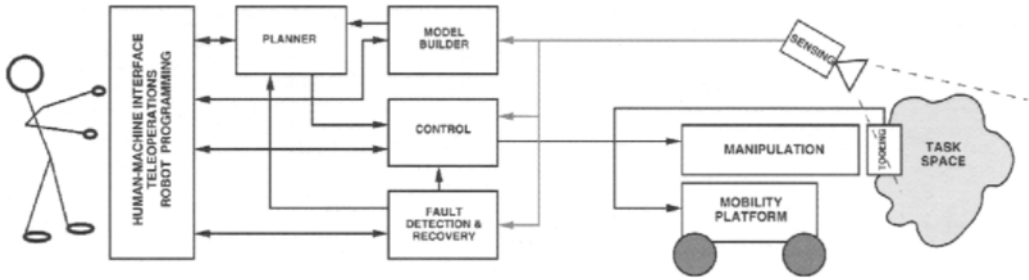 HUMAN-MACHINE INTERFACE
TELEOPERATIONS
ROBOT PROGRAMMING
PLANNER
MODEL
BUILDER
CONTROL
FAULT
DETECTION &
RECOVERY
SENSING
MANIPULATION
TOOLING
TASK
SPACE
MOBILITY
PLATFORM